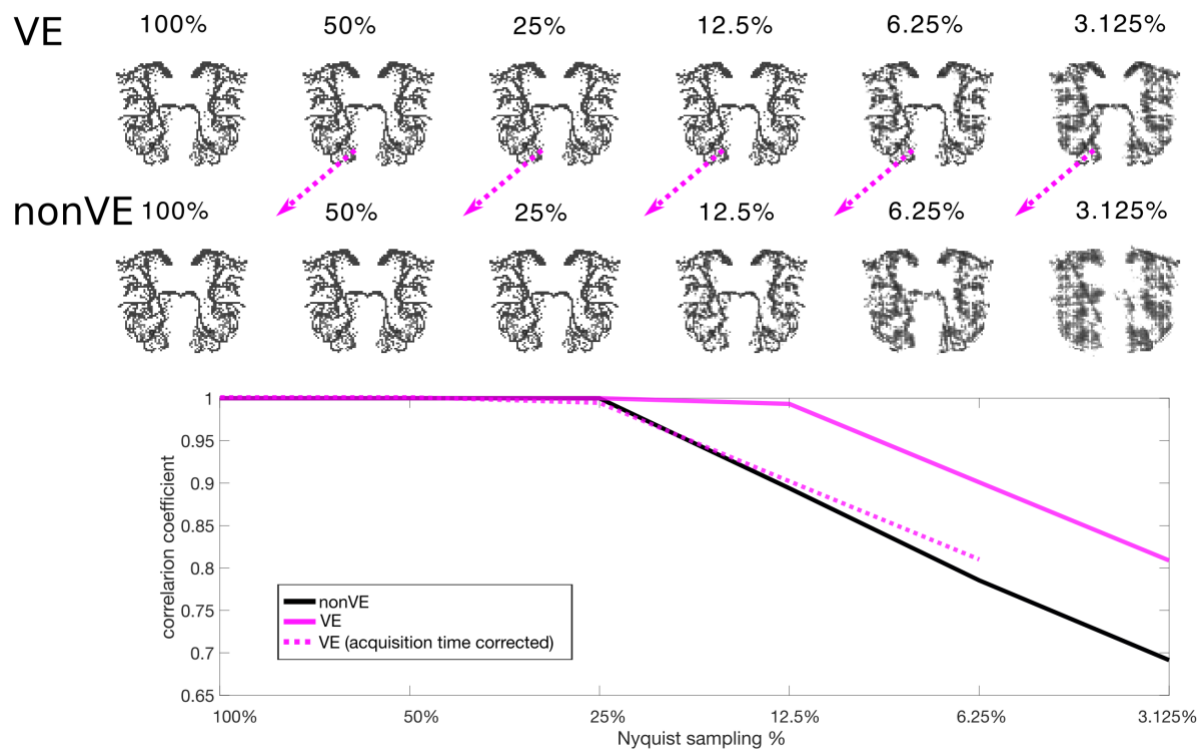 VE
100% 50% 25% 12.5% 6.25% 3.125%
nonVE
100% 50% 25% 12.5% 6.25% 3.125%
1
0.95
0.9
0.85
0.8
0.75
0.7
0.65
correlarion coefficient
nonVE
VE
VE (acquisition time corrected)
100% 50% 25% 12.5% 6.25% 3.125%
Nyquist sampling %